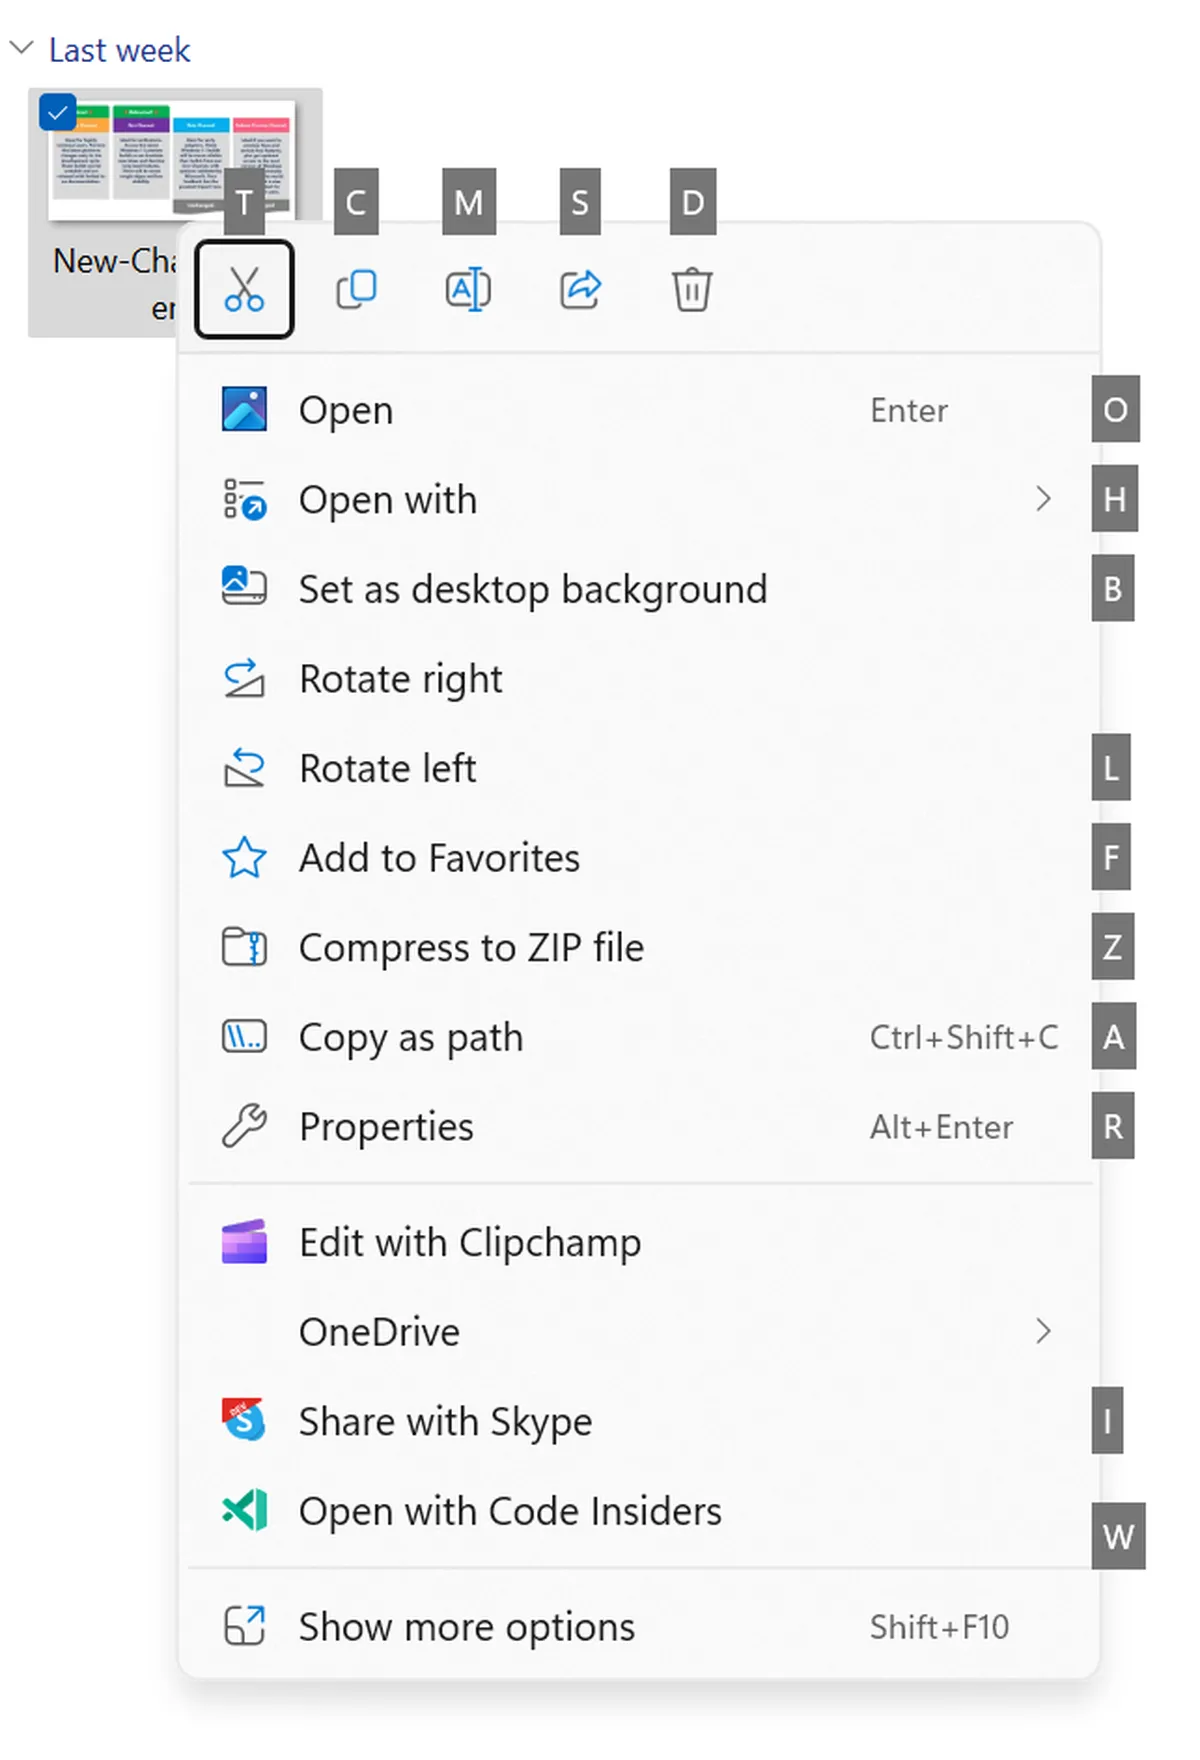 Last week
T
C
M
S
D
New-Cha
er
Open
Enter
O
Open with
H
Set as desktop background
B
Rotate right
Rotate left
L
Add to Favorites
F
Compress to ZIP file
Z
Copy as path
Ctrl+Shift+C
A
Properties
Alt+Enter
R
Edit with Clipchamp
OneDrive
Share with Skype
I
Open with Code Insiders
W
Show more options
Shift+F10